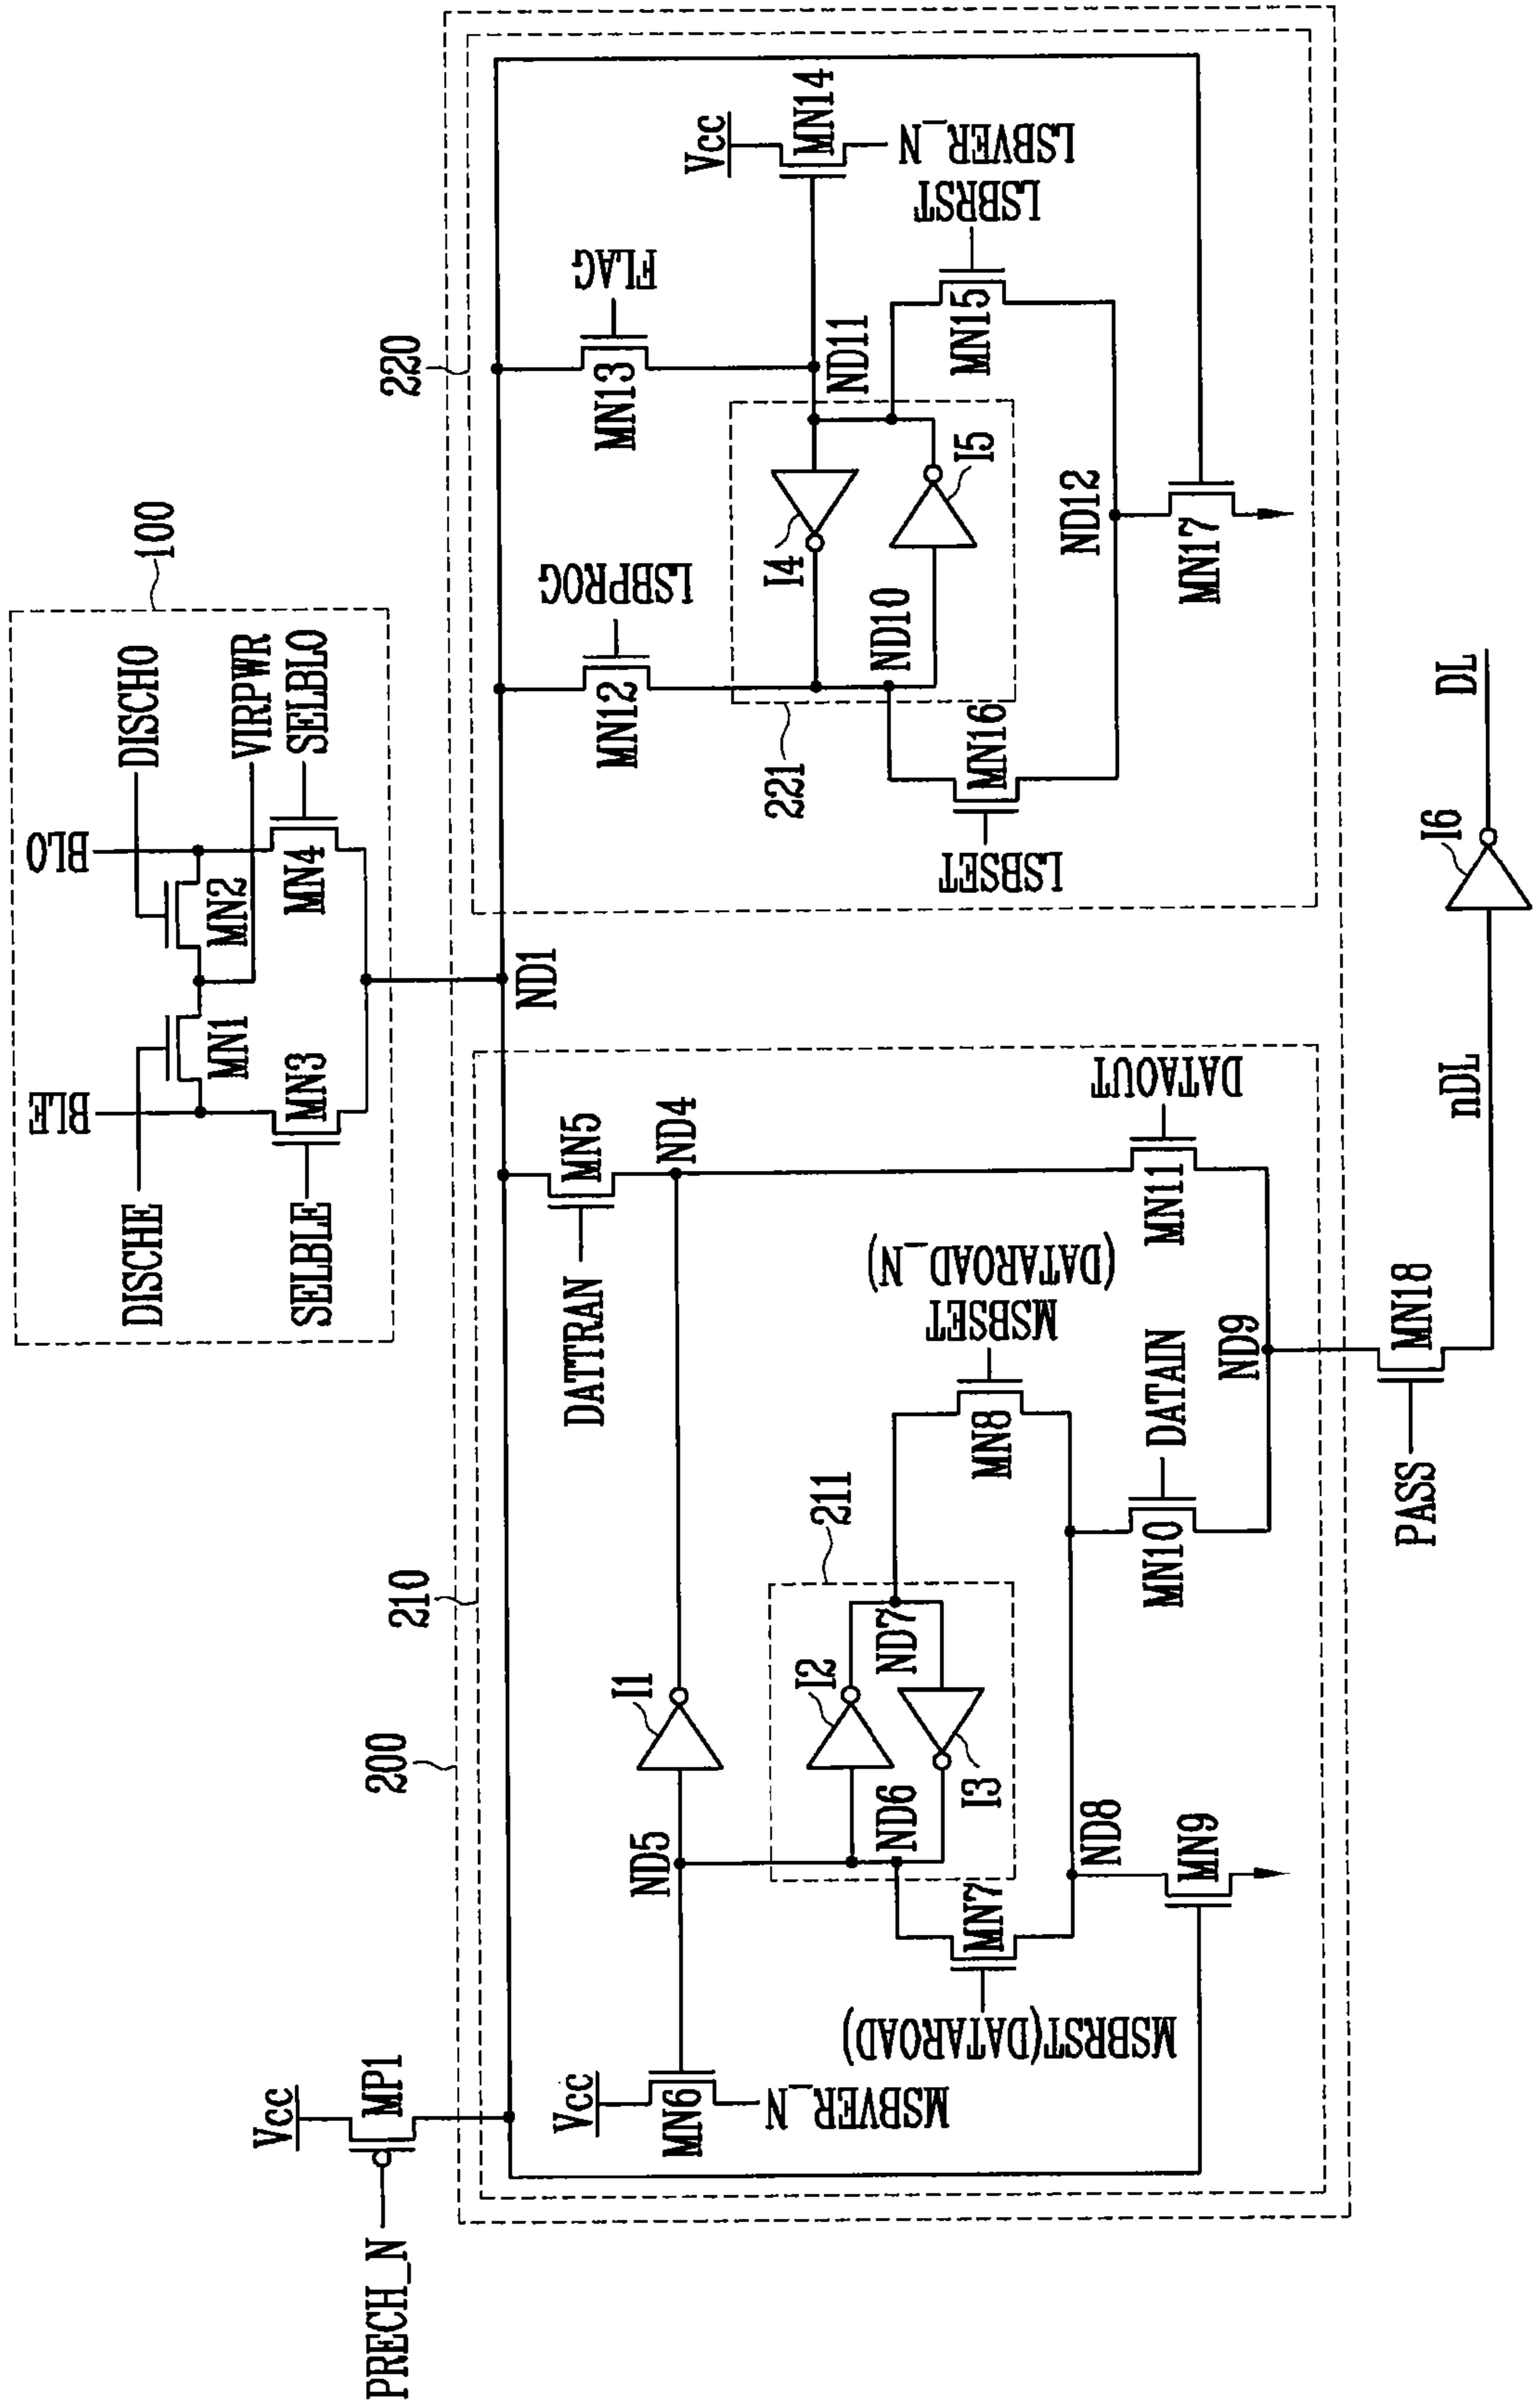 100
BLE
BLO
DISCHE
DISCHO
MN1
MN2
VIRPWR
SELBLE
MN3
MN4
SELBLO
Vcc
PRECH_N
MP1
ND1
200
210
220
DATTRAN
MN5
ND4
Vcc
MN6
MSBVER_N
ND5
I1
211
I2
ND6
ND7
I3
MSBRST(DATAROAD)
MN7
MN8
MSBSET
(DATAROAD_N)
ND8
MN9
MN10
DATAIN
MN11
DATAOUT
ND9
LSBPROG
MN12
FLAG
MN13
Vcc
MN14
LSBVER_N
ND11
I4
ND10
I5
221
LSBSET
MN16
MN15
LSBRST
ND12
MN17
PASS
MN18
nDL
I6
DL